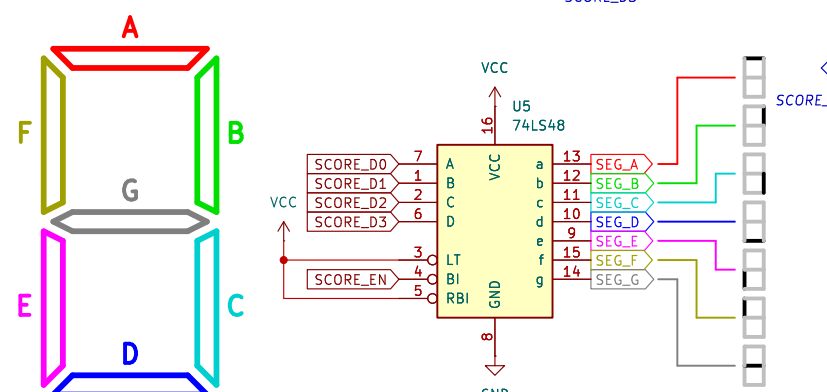 A
F
B
G
E
C
D
VCC
U5
74LS48
16
VCC
SCORE_D0
7
A
a
13
SEG_A
SCORE_D1
1
B
b
12
SEG_B
SCORE_D2
2
C
c
11
SEG_C
SCORE_D3
6
D
d
10
SEG_D
e
9
SEG_E
VCC
3
LT
f
15
SEG_F
SCORE_EN
4
BI
g
14
SEG_G
5
RBI
GND
8
SCORE_